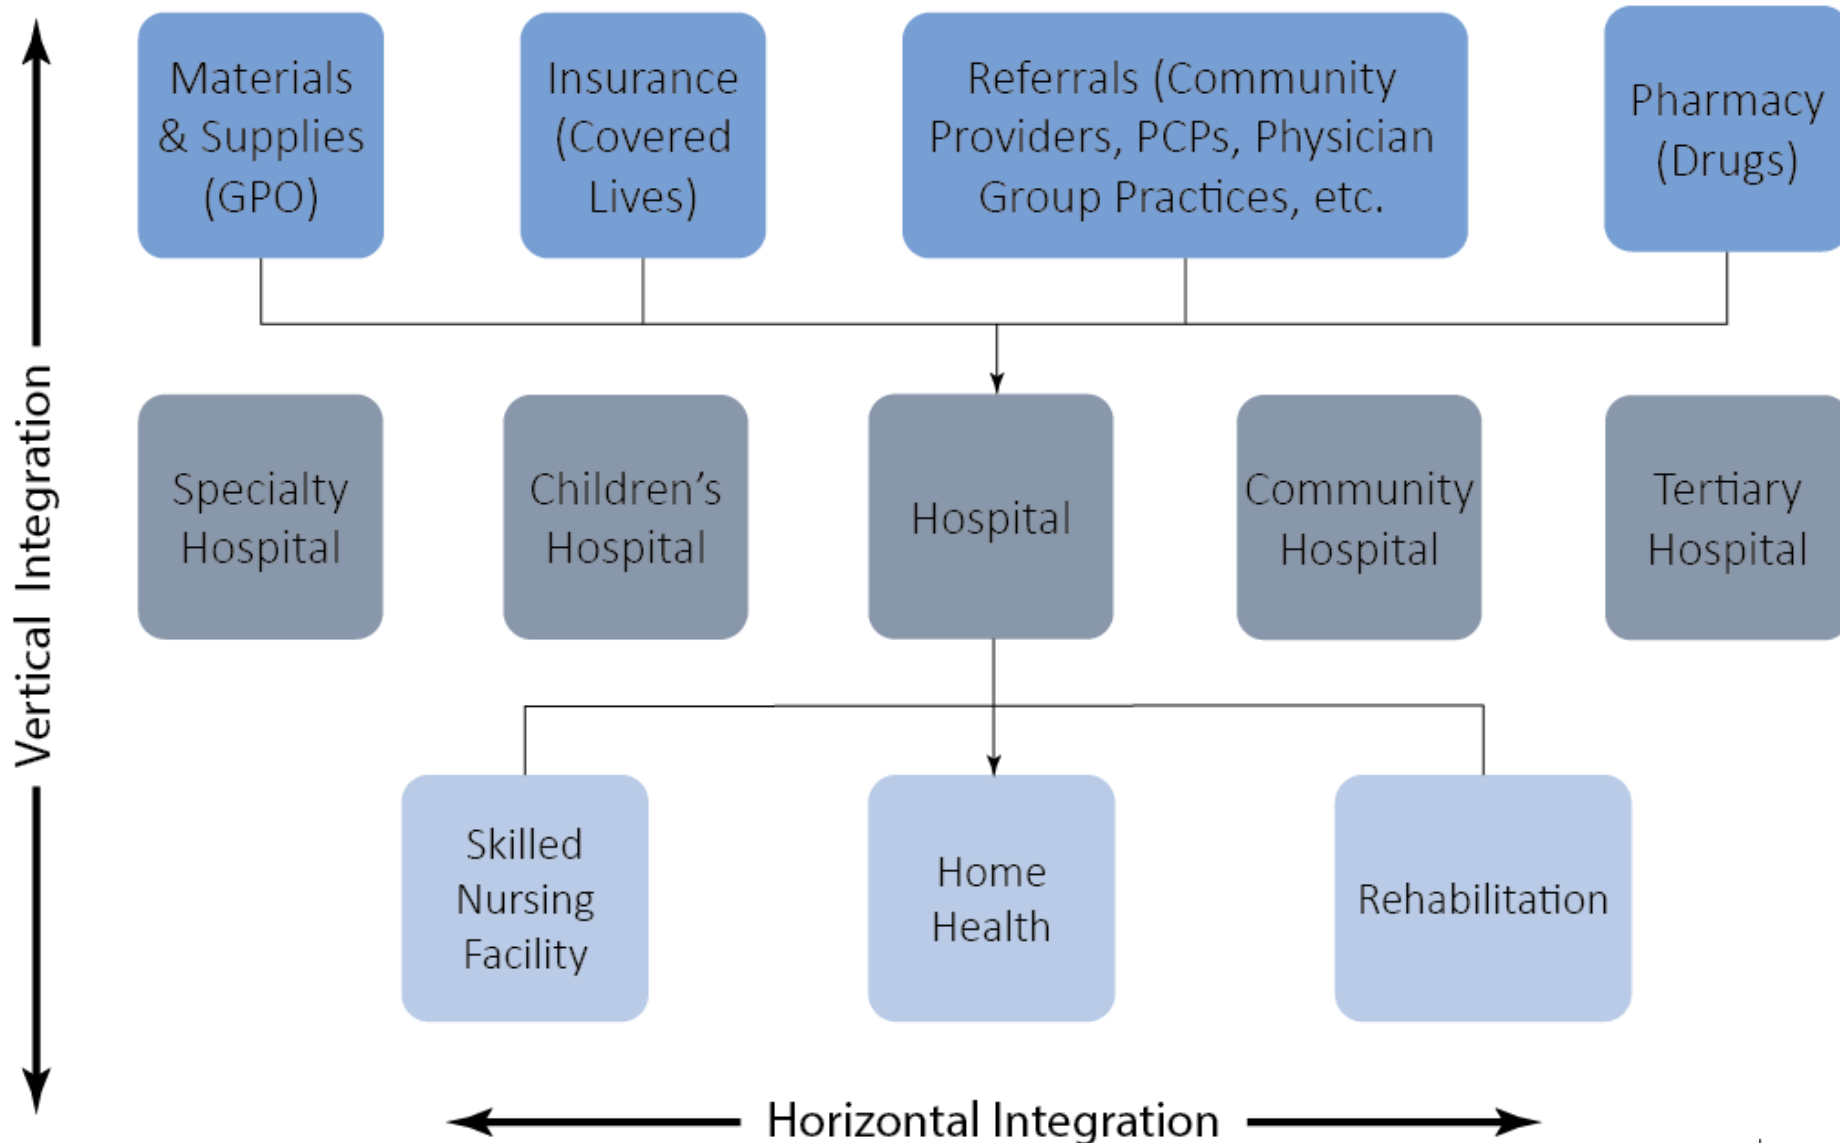 Materials
& Supplies
(GPO)
Insurance
(Covered
Lives)
Referrals (Community
Providers, PCPs, Physician
Group Practices, etc.
Pharmacy
(Drugs)
Vertical Integration
Specialty
Hospital
Children’s
Hospital
Hospital
Community
Hospital
Tertiary
Hospital
Skilled
Nursing
Facility
Home
Health
Rehabilitation
Horizontal Integration